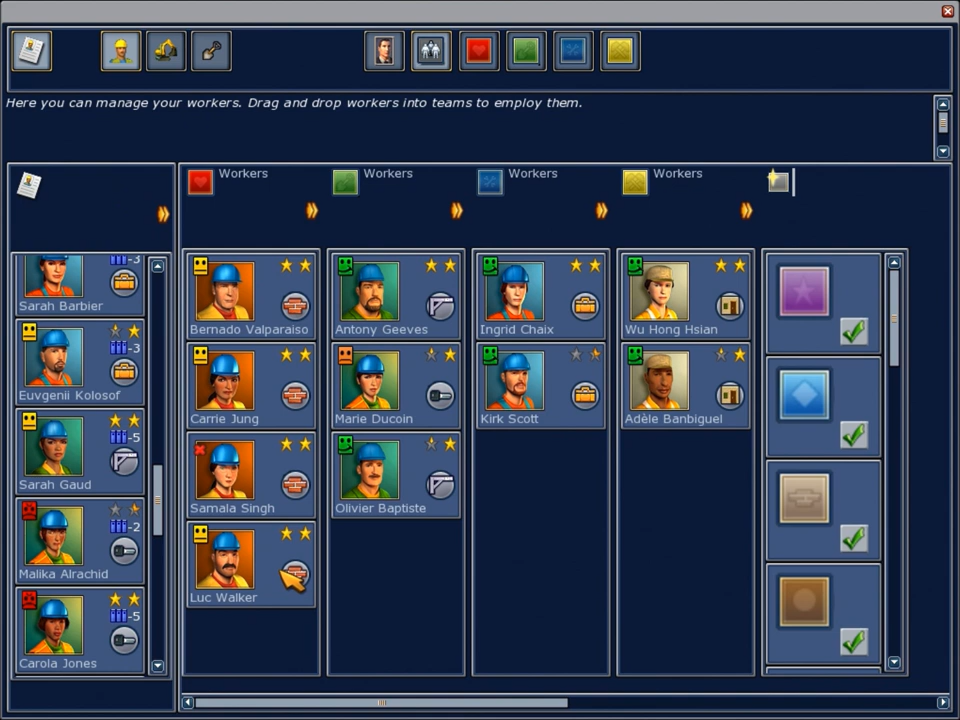 Here you can manage your workers. Drag and drop workers into teams to employ them.
Workers
Workers
Workers
Workers
-3
Sarah Barbier
-3
Euvgenii Kolosof
-5
Sarah Gaud
-2
Malika Alrachid
-5
Carola Jones
Bernado Valparaiso
Carrie Jung
Samala Singh
Luc Walker
Antony Geeves
Marie Ducoin
Olivier Baptiste
Ingrid Chaix
Kirk Scott
Wu Hong Hsian
Adèle Banbiguel